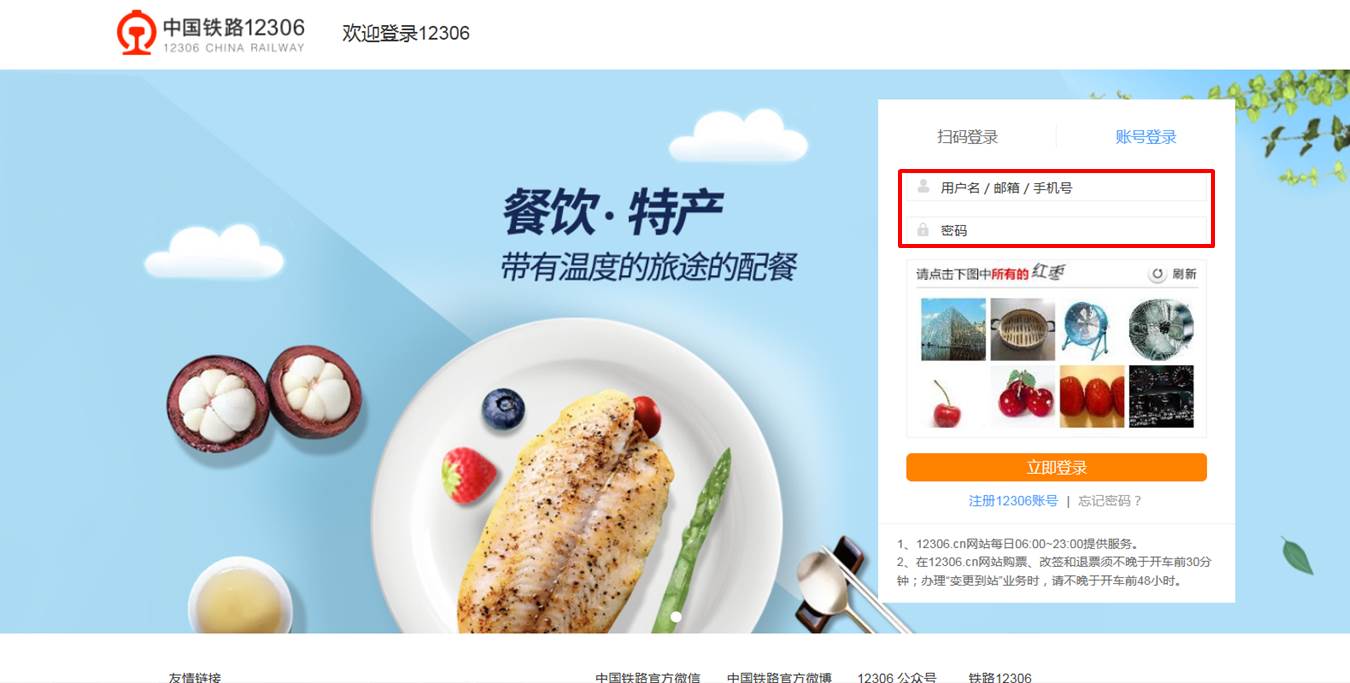 中国铁路12306
12306 CHINA RAILWAY
欢迎登录12306
餐饮·特产
带有温度的旅途的配餐
扫码登录
账号登录
用户名 / 邮箱 / 手机号
密码
请点击下图中所有的 红枣
刷新
立即登录
注册12306账号 | 忘记密码？
1、12306.cn网站每日06:00~23:00提供服务。
2、在12306.cn网站购票、改签和退票须不晚于开车前30分
钟；办理“变更到站”业务时，请不晚于开车前48小时。
友情链接
中国铁路官方微信
中国铁路官方微博
12306 公众号
铁路12306